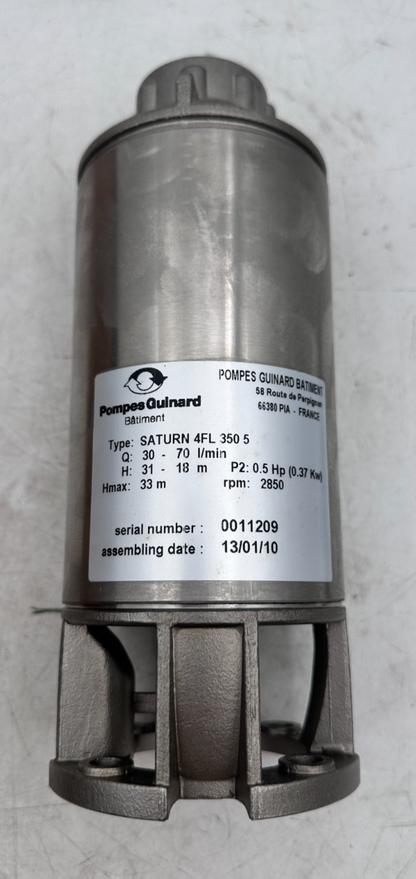 PompesGuinard
Bâtiment
POMPES GUINARD BATIMENT
58 Route de Perpignan
66380 PIA - FRANCE
Type: SATURN 4FL 350 5
Q: 30 - 70 l/min
H: 31 - 18 m P2: 0.5 Hp (0.37 Kw)
Hmax: 33 m rpm: 2850
serial number : 0011209
assembling date : 13/01/10